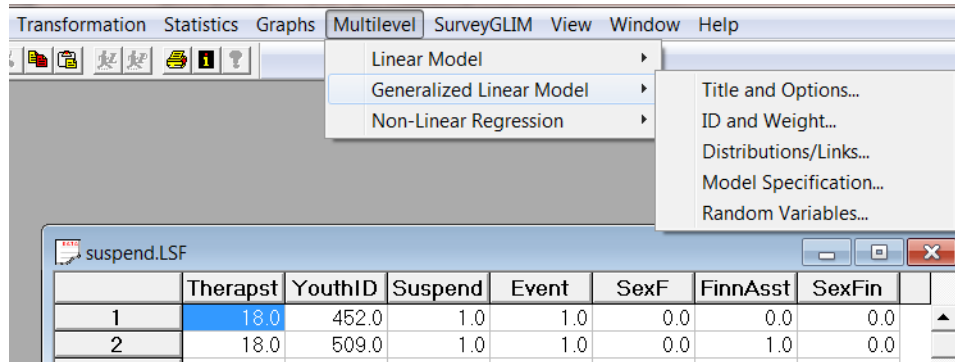 Transformation Statistics Graphs Multilevel SurveyGLIM View Window Help
Linear Model
Generalized Linear Model
Non-Linear Regression
Title and Options...
ID and Weight...
Distributions/Links...
Model Specification...
Random Variables...
suspend.LSF
Therapst YouthID Suspend Event SexF FinnAsst SexFin
1 18.0 452.0 1.0 1.0 0.0 0.0 0.0
2 18.0 509.0 1.0 1.0 0.0 1.0 0.0